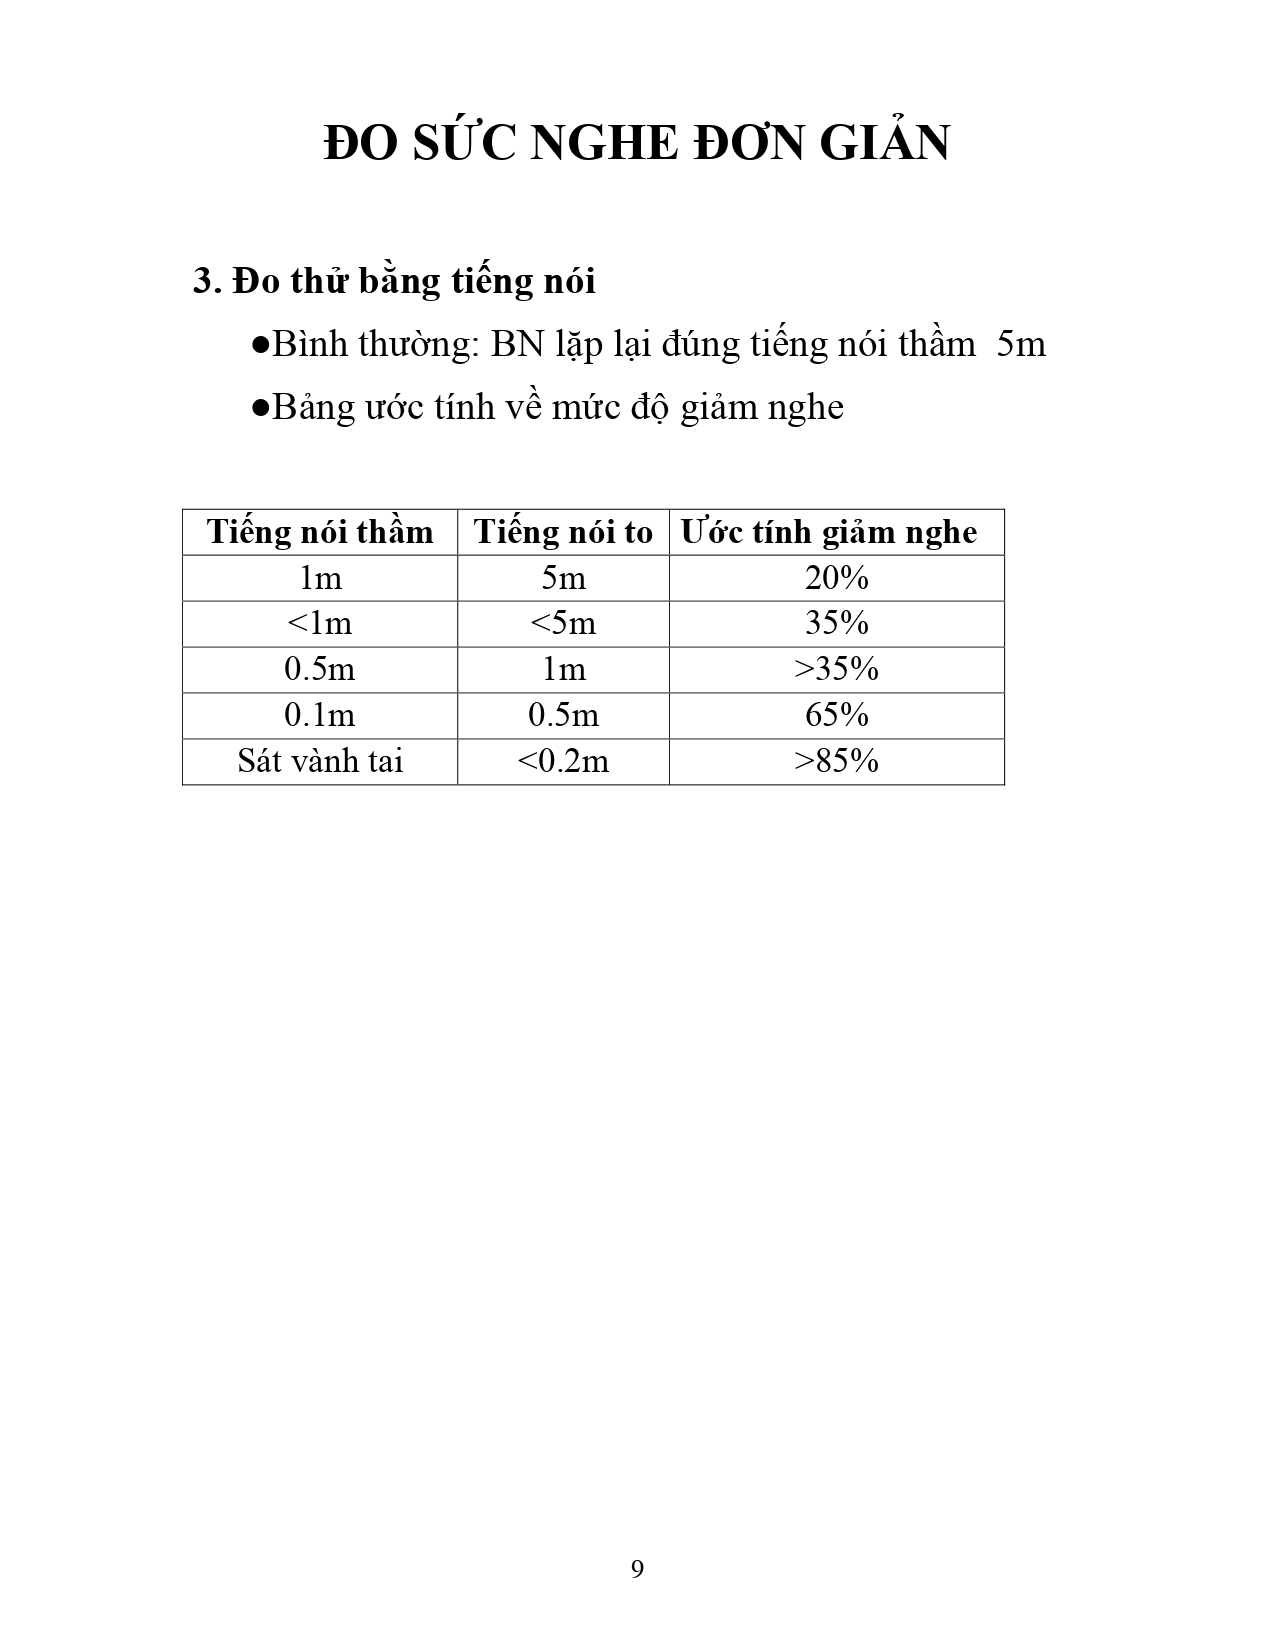 ĐO SỨC NGHE ĐƠN GIẢN
3. Đo thử bằng tiếng nói
●Bình thường: BN lặp lại đúng tiếng nói thầm  5m
●Bảng ước tính về mức độ giảm nghe
Tiếng nói thầm Tiếng nói to Ước tính giảm nghe
1m 5m 20%
<1m <5m 35%
0.5m 1m >35%
0.1m 0.5m 65%
Sát vành tai <0.2m >85%
9